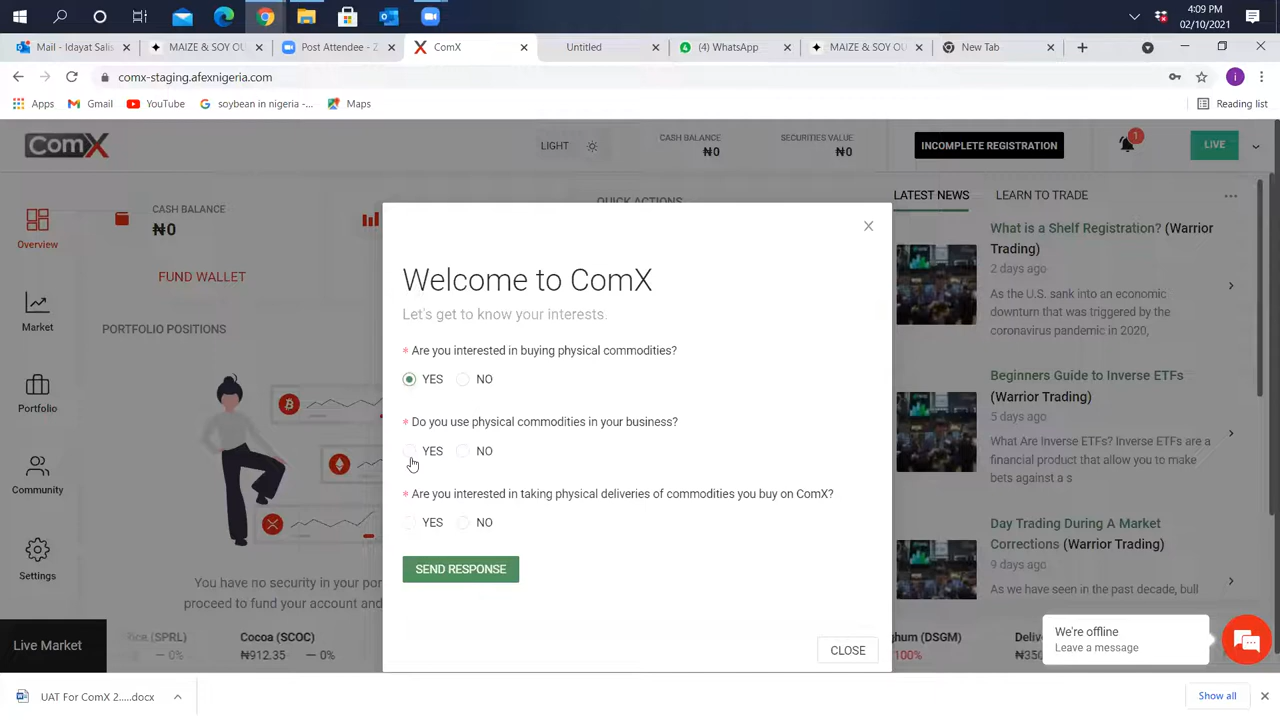 4:09 PM
02/10/2021
Mail - Idayat Salis
MAIZE & SOY OU
Post Attendee - Z
ComX
Untitled
(4) WhatsApp
MAIZE & SOY OU
New Tab
comx-staging.afexnigeria.com
i
Apps
Gmail
YouTube
soybean in nigeria -...
Maps
Reading list
ComX
LIGHT
CASH BALANCE
₦0
SECURITIES VALUE
₦0
INCOMPLETE REGISTRATION
1
LIVE
Overview
Market
Portfolio
Community
Settings
CASH BALANCE
₦0
FUND WALLET
PORTFOLIO POSITIONS
QUICK ACTIONS
You have no security in your por
proceed to fund your account and
Welcome to ComX
Let's get to know your interests.
* Are you interested in buying physical commodities?
YES NO
* Do you use physical commodities in your business?
YES NO
* Are you interested in taking physical deliveries of commodities you buy on ComX?
YES NO
SEND RESPONSE
CLOSE
LATEST NEWS
LEARN TO TRADE
What is a Shelf Registration? (Warrior
Trading)
2 days ago
As the U.S. sank into an economic
downturn that was triggered by the
coronavirus pandemic in 2020,
Beginners Guide to Inverse ETFs
(Warrior Trading)
5 days ago
What Are Inverse ETFs? Inverse ETFs are a
financial product that allow you to make
bets against a s
Day Trading During A Market
Corrections (Warrior Trading)
9 days ago
As we have seen in the past decade, bull
We're offline
Leave a message
Live Market
(SPRL)
— 0%
Cocoa (SCOC)
₦912.35 — 0%
ghum (DSGM)
100%
Deliv
₦350
UAT For ComX 2.....docx
Show all